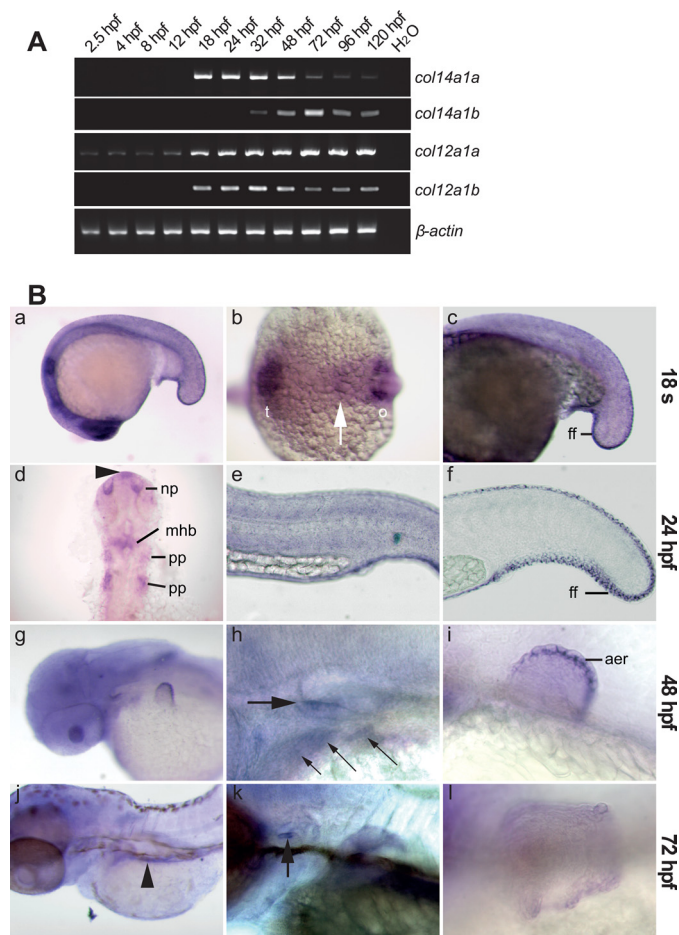 A
2.5 hpf 4 hpf 8 hpf 12 hpf 18 hpf 24 hpf 32 hpf 48 hpf 72 hpf 96 hpf 120 hpf H2O
col14a1a
col14a1b
col12a1a
col12a1b
β-actin
B
a b c
t o ff
18 s
d e f
np
mhb
pp
pp
ff
24 hpf
g h i
aer
48 hpf
j k l
72 hpf